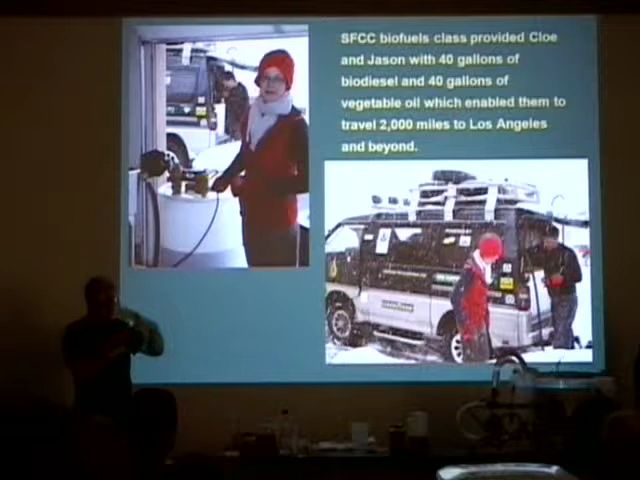 SFCC biofuels class provided Cloe
and Jason with 40 gallons of
biodiesel and 40 gallons of
vegetable oil which enabled them to
travel 2,000 miles to Los Angeles
and beyond.